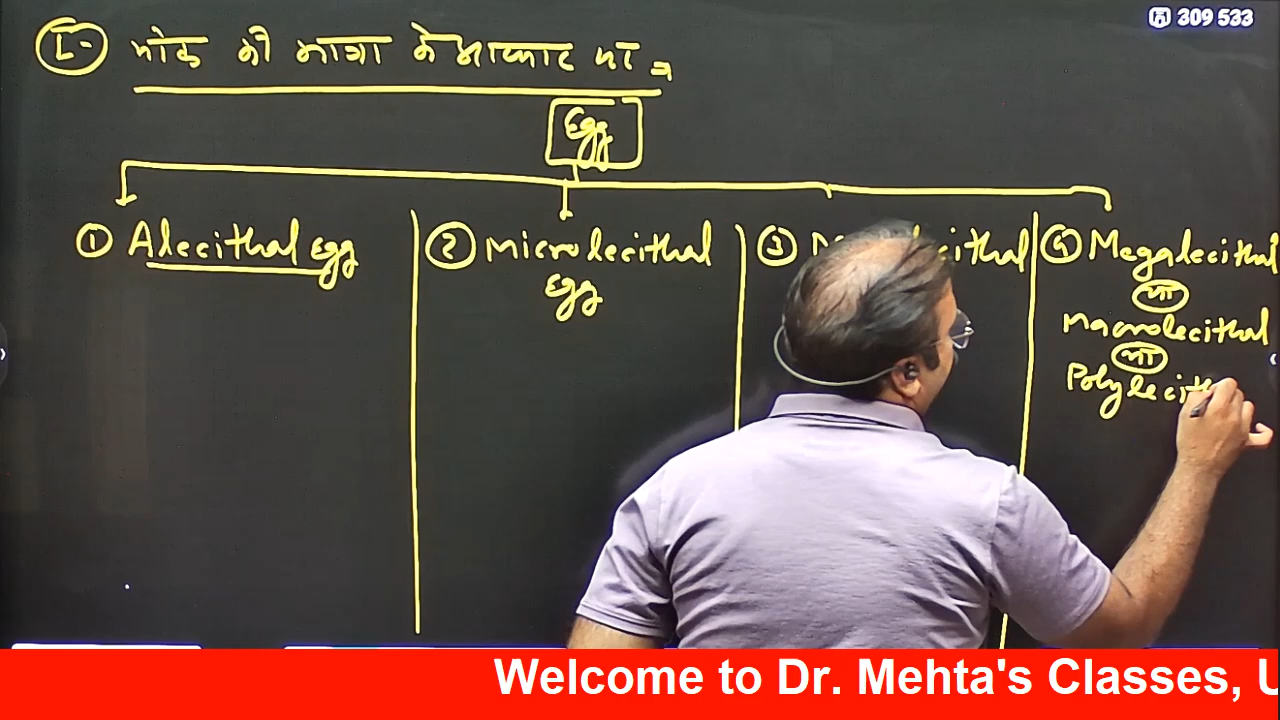 309 533
I- योक की मात्रा के आधार पर
Egg
① Alecithal Egg
② Microlecithal
Egg
③
④ Megalecithal
या
Macrolecithal
या
Welcome to Dr. Mehta's Classes, U